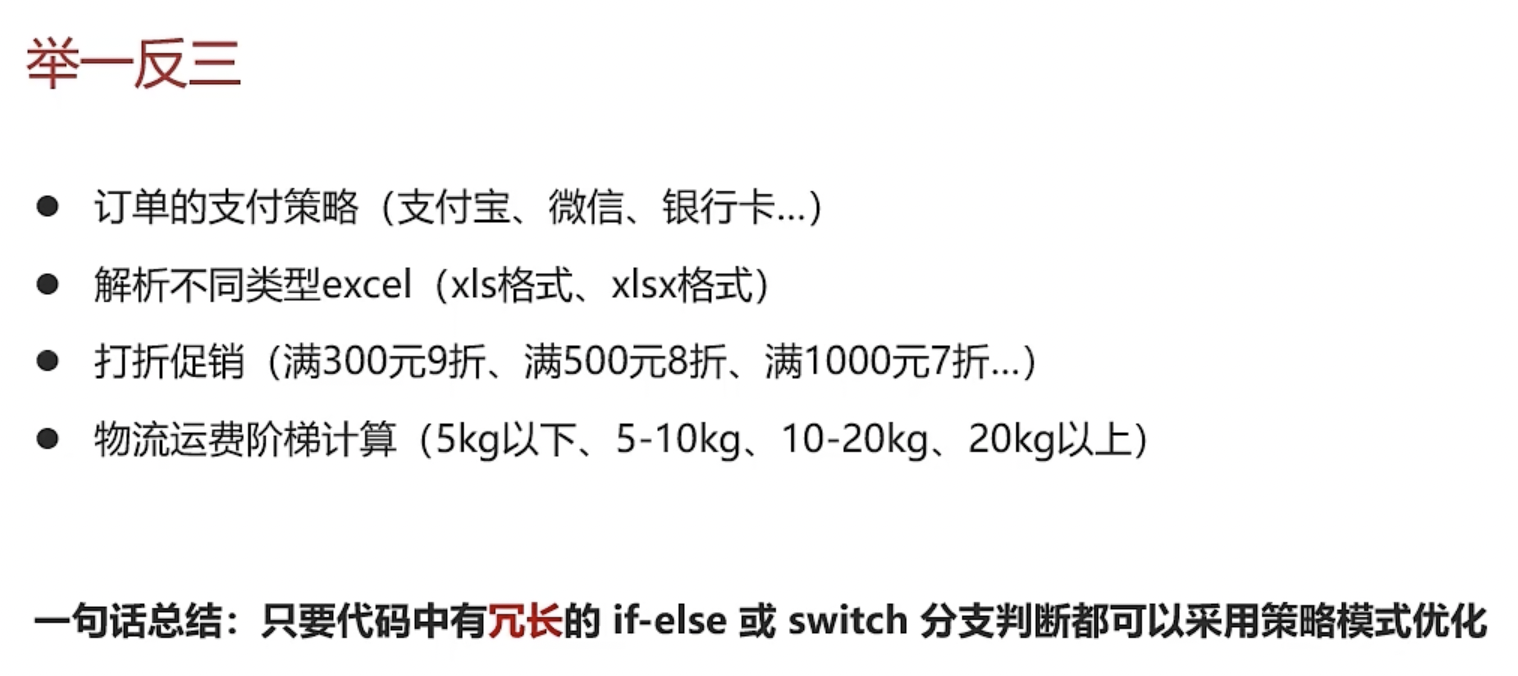 举一反三
● 订单的支付策略（支付宝、微信、银行卡...）
● 解析不同类型excel（xls格式、xlsx格式）
● 打折促销（满300元9折、满500元8折、满1000元7折...）
● 物流运费阶梯计算（5kg以下、5-10kg、10-20kg、20kg以上）
一句话总结：只要代码中有冗长的 if-else 或 switch 分支判断都可以采用策略模式优化